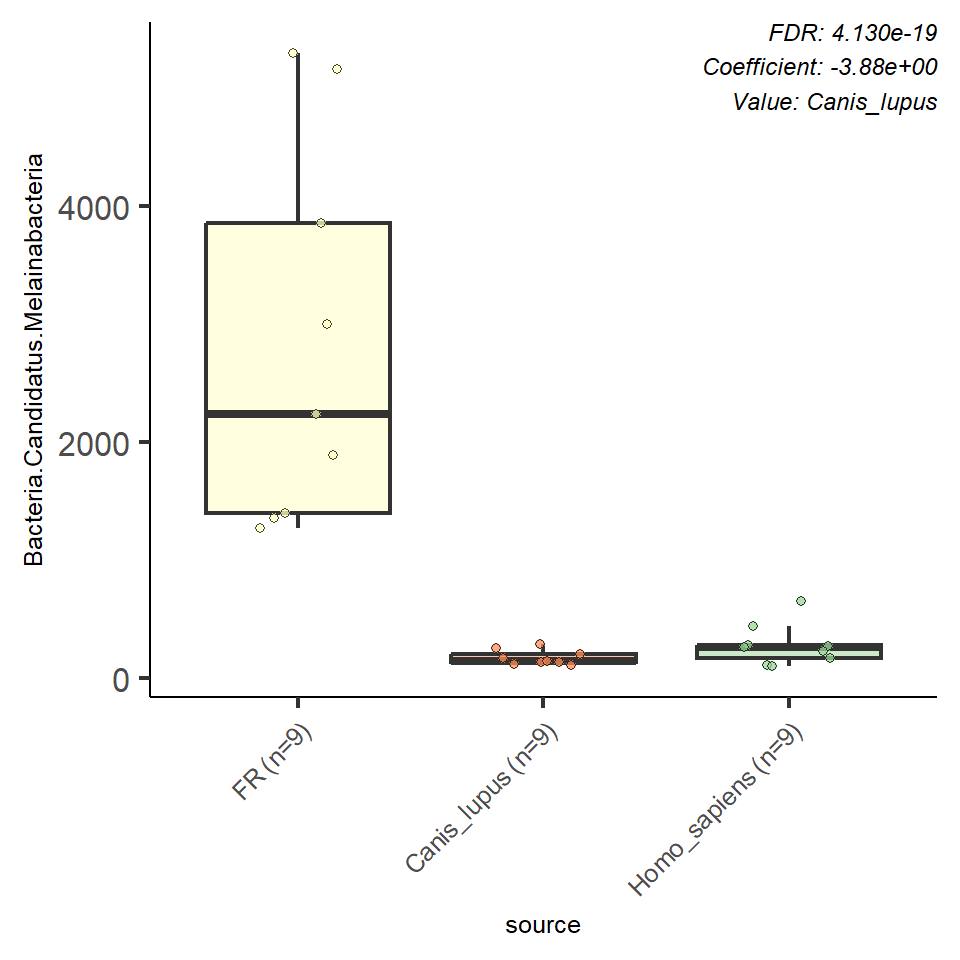 FDR: 4.130e-19
Coefficient: -3.88e+00
Value: Canis_lupus
Bacteria.Candidatus.Melainabacteria
4000
2000
0
FR (n=9)
Canis_lupus (n=9)
Homo_sapiens (n=9)
source